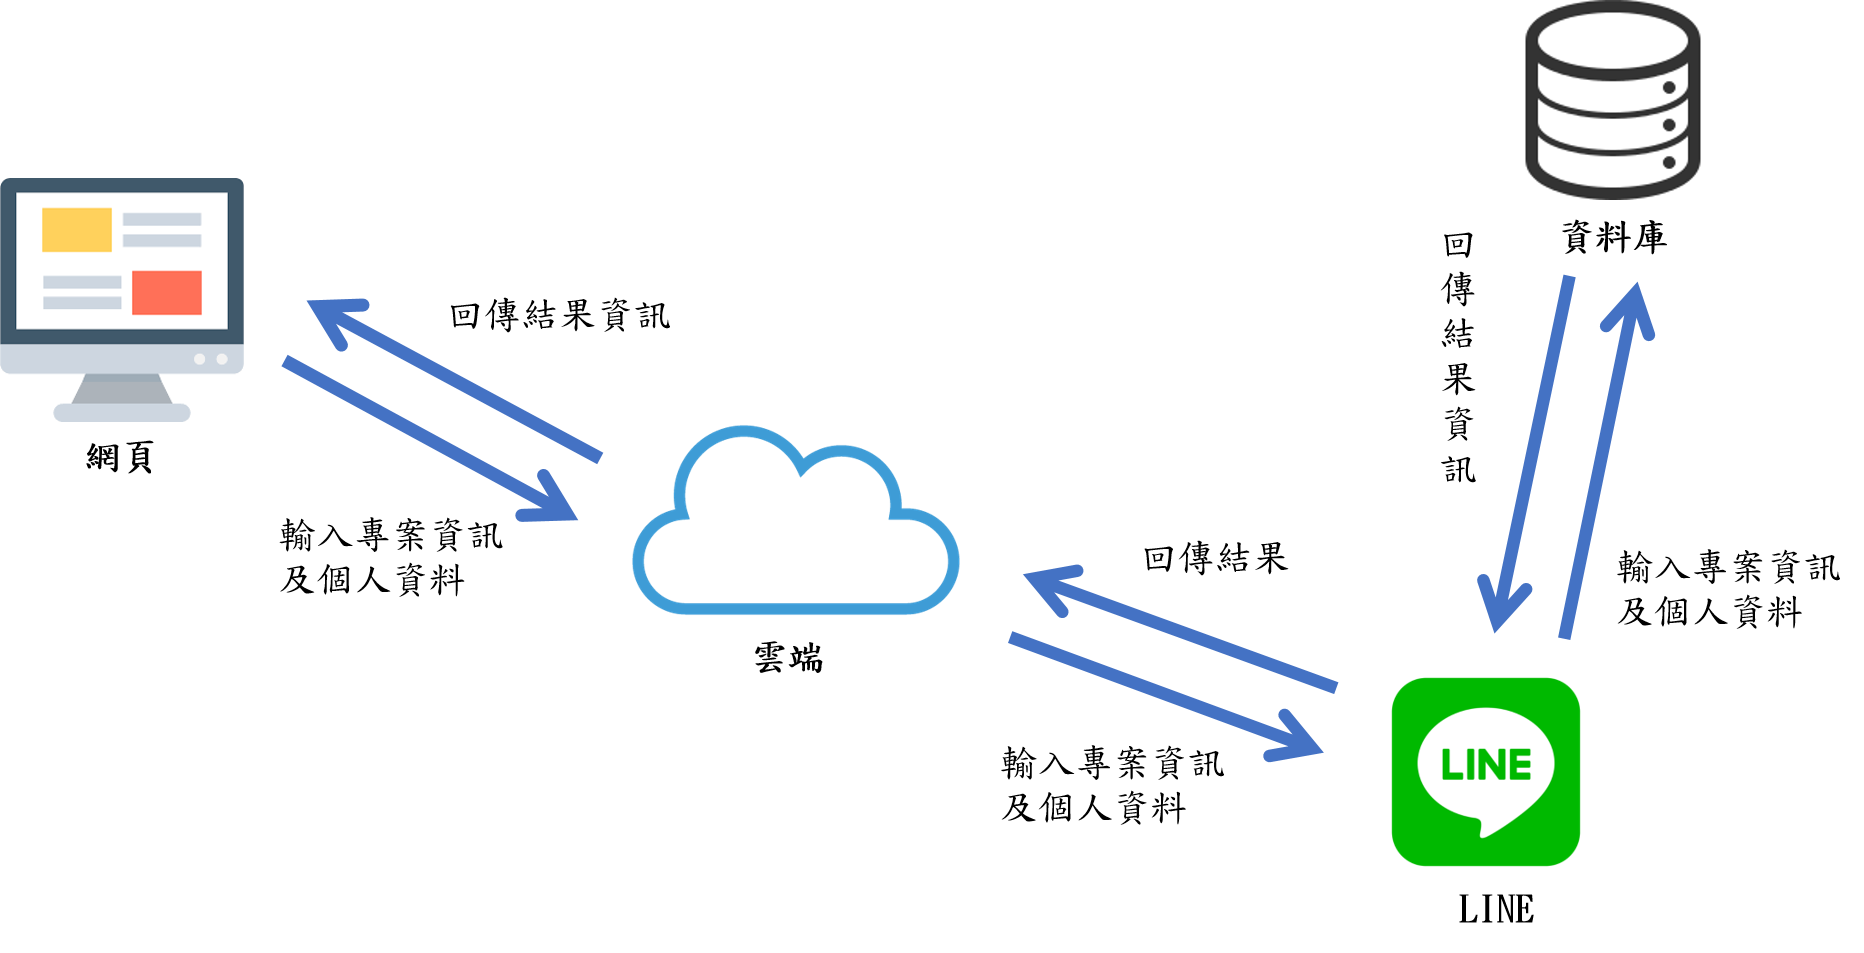 網頁
回傳結果資訊
輸入專案資訊
及個人資料
雲端
回傳結果
輸入專案資訊
及個人資料
LINE
LINE
回傳結果資訊
輸入專案資訊
及個人資料
資料庫